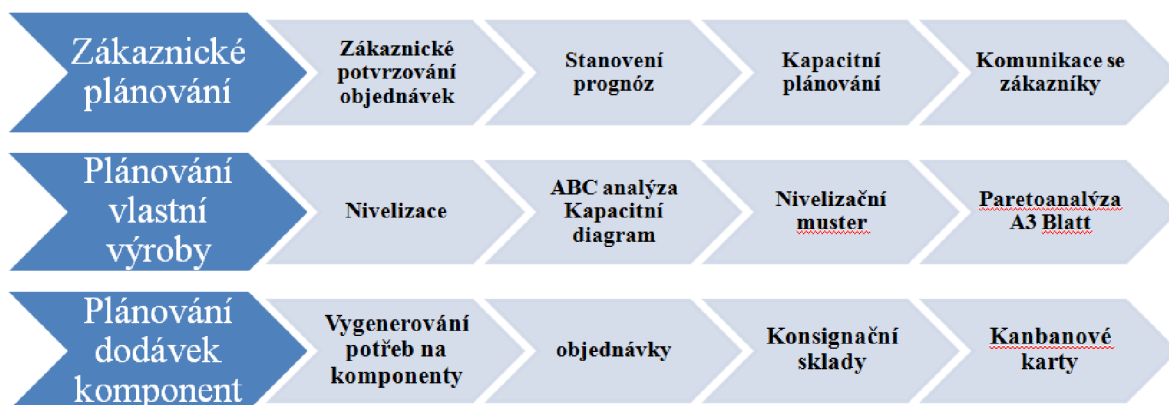 Zákaznické
plánování
Zákaznické
potvrzování
objednávek
Stanovení
prognóz
Kapacitní
plánování
Komunikace se
zákazníky
Plánování
vlastní
výroby
Nivelizace
ABC analýza
Kapacitní
diagram
Nivelizační
muster
Paretoanalýza
A3 Blatt
Plánování
dodávek
komponent
Vygenerování
potřeb na
komponenty
objednávky
Konsignační
sklady
Kanbanové
karty